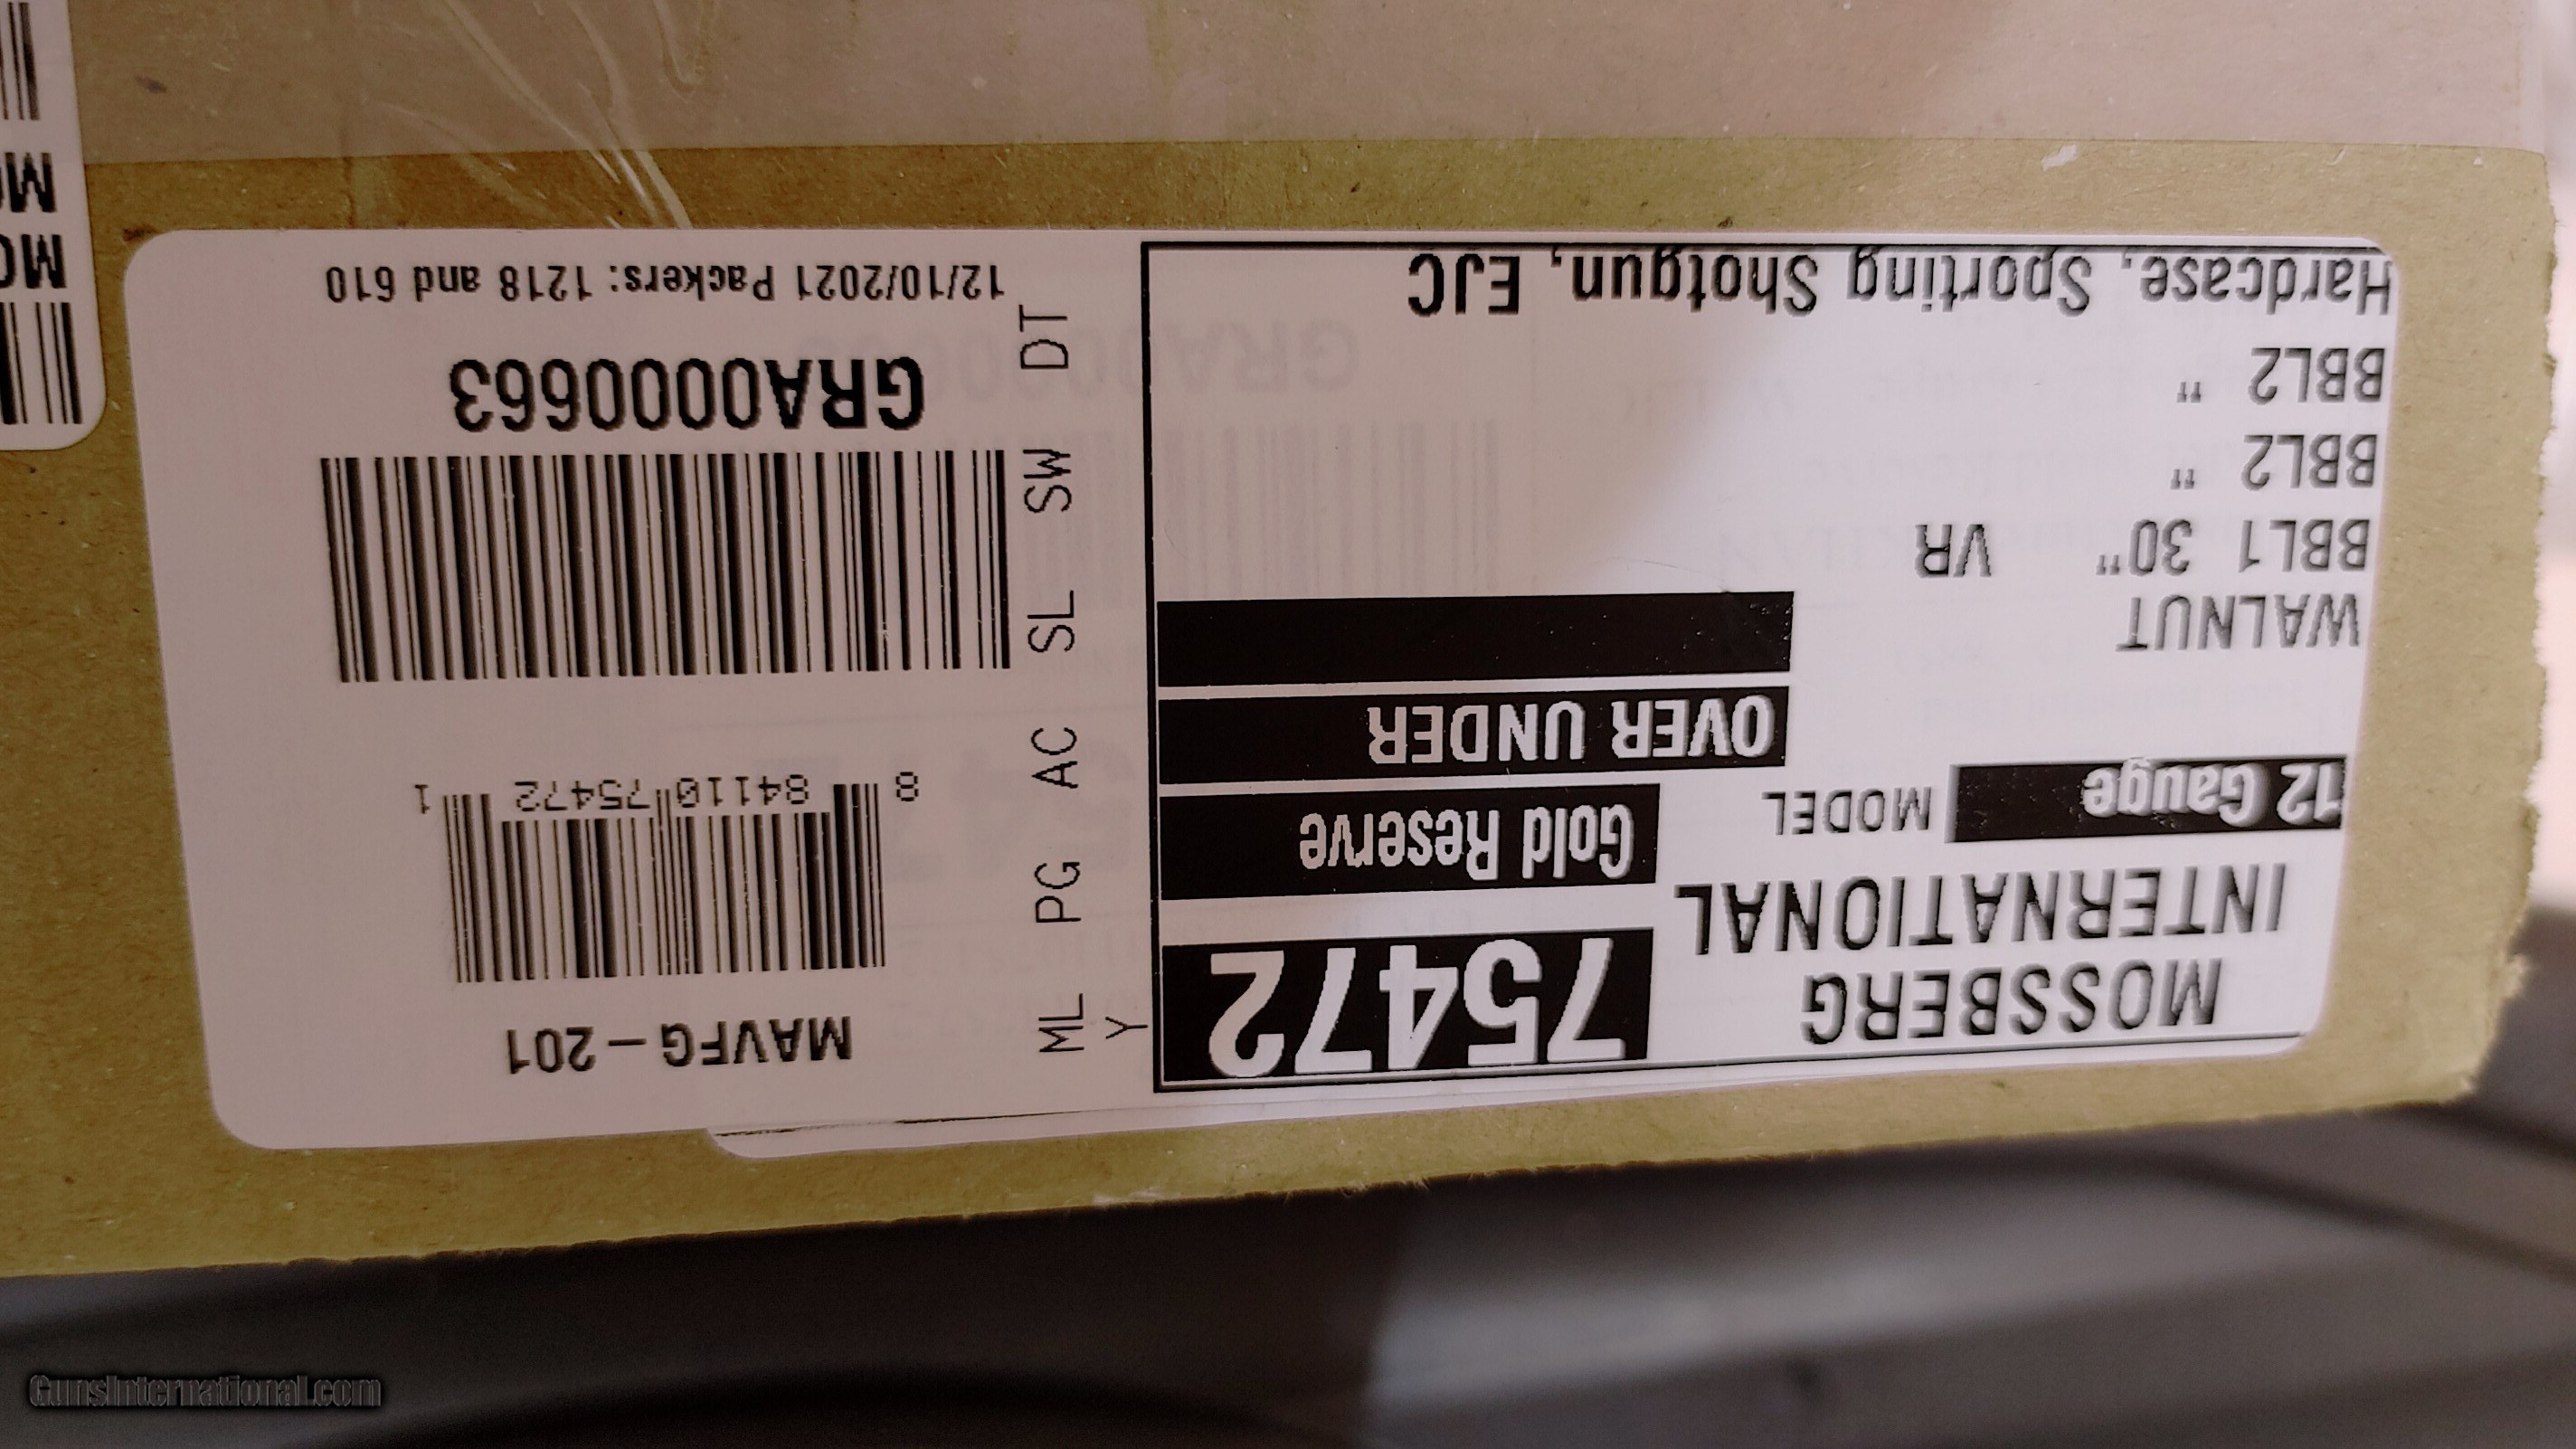 MOSSBERG
INTERNATIONAL
75472
12 Gauge
MODEL
Gold Reserve
OVER UNDER
WALNUT
BBL1 30" VR
BBL2 "
BBL2 "
Hardcase, Sporting Shotgun, EJC
ML PG AC SL SW DT
Y
MAVFG-201
8 84110 75472 1
GRA0000663
12/10/2021 Packers: 1218 and 610
GunsInternational.com